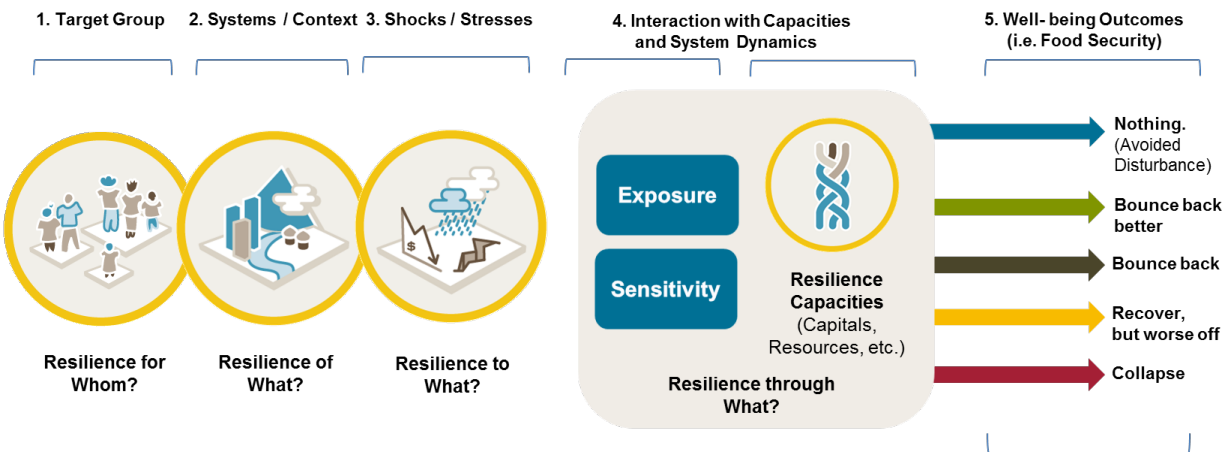 1. Target Group
2. Systems / Context
3. Shocks / Stresses
4. Interaction with Capacities
and System Dynamics
5. Well- being Outcomes
(i.e. Food Security)
$
Resilience for
Whom?
Resilience of
What?
Resilience to
What?
Exposure
Sensitivity
Resilience
Capacities
(Capitals,
Resources, etc.)
Resilience through
What?
Nothing.
(Avoided
Disturbance)
Bounce back
better
Bounce back
Recover,
but worse off
Collapse